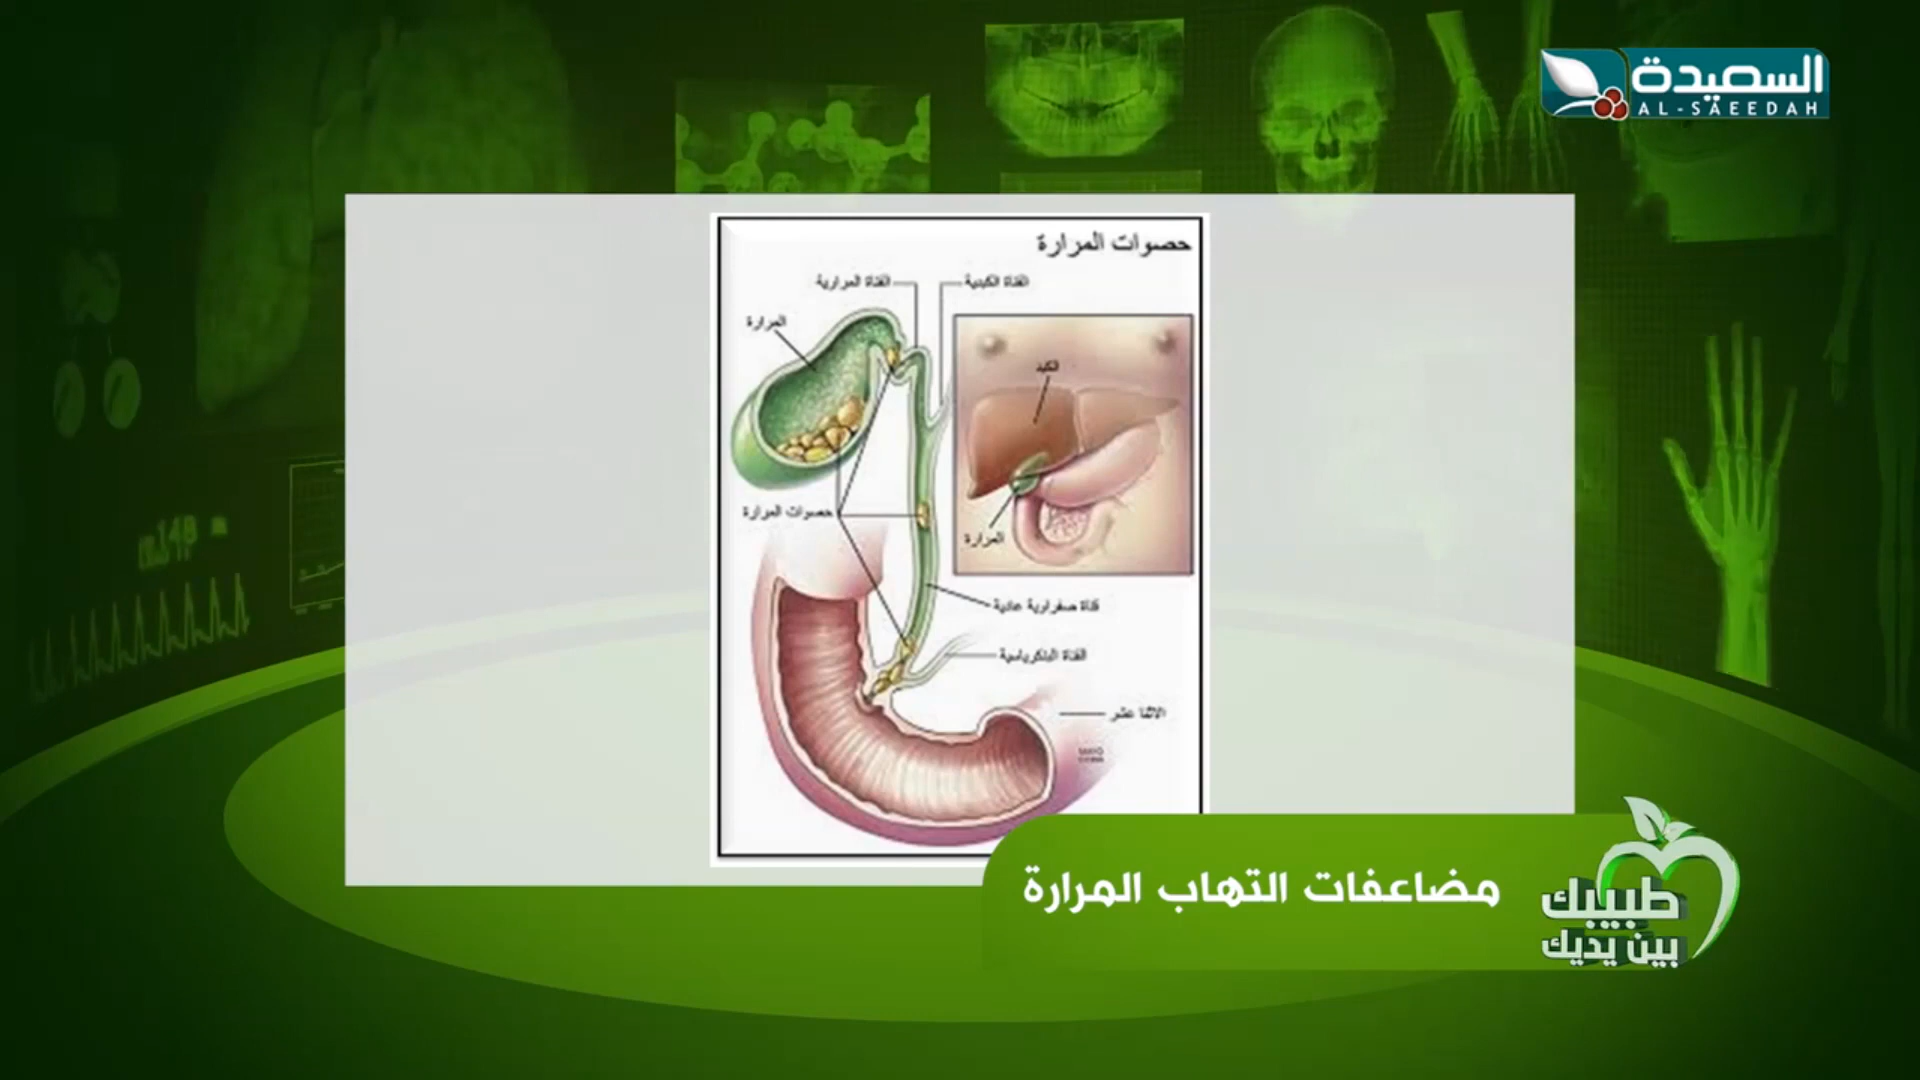 السعيدة
AL-SAEEDAH
حصوات المرارة
القناة الكبدية
القناة المرارية
المرارة
الكبد
حصوات المرارة
المرارة
قناة صفراوية عادية
القناة البنكرياسية
الاثنا عشر
مضاعفات التهاب المرارة
طبيبك
بين يديك